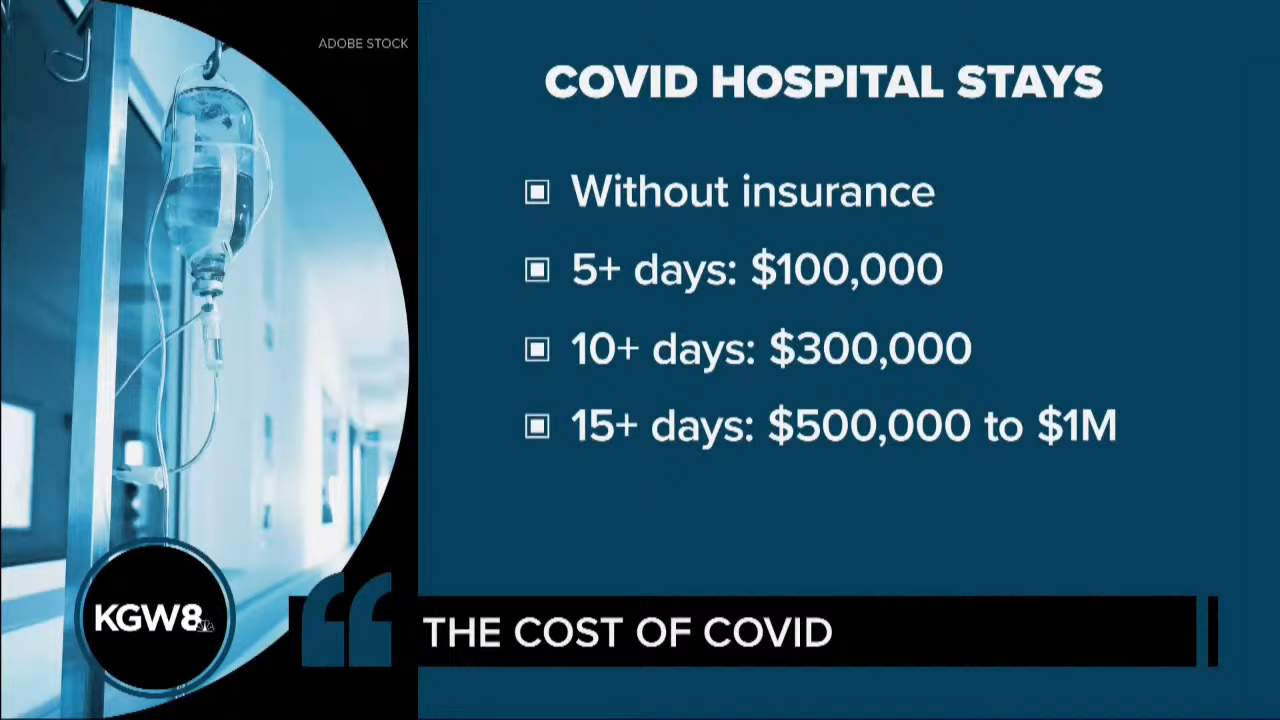 ADOBE STOCK
COVID HOSPITAL STAYS
Without insurance
5+ days: $100,000
10+ days: $300,000
15+ days: $500,000 to $1M
KGW8
THE COST OF COVID